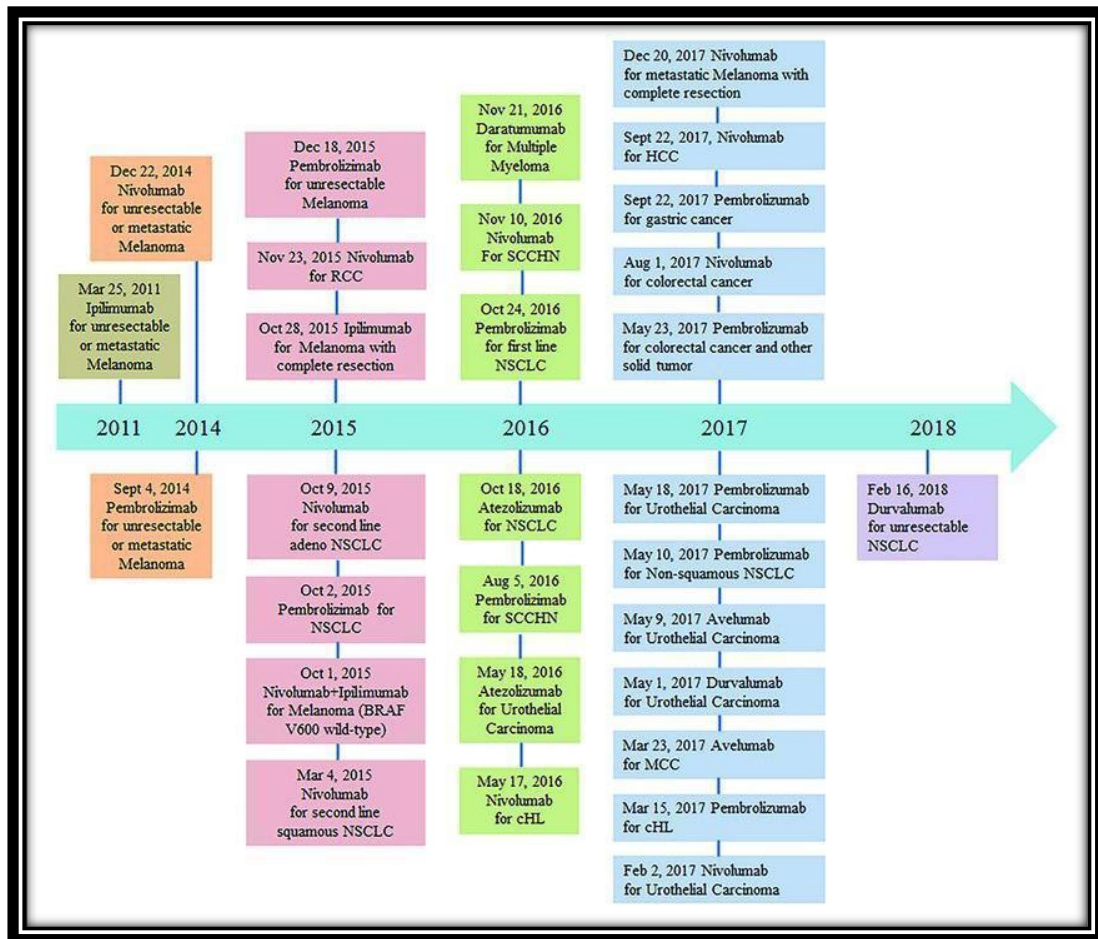 Dec 20, 2017 Nivolumab
for metastatic Melanoma with
complete resection
Nov 21, 2016
Daratumumab
for Multiple
Myeloma
Dec 18, 2015
Pembrolizimab
for unresectable
Melanoma
Sept 22, 2017, Nivolumab
for HCC
Dec 22, 2014
Nivolumab
for unresectable
or metastatic
Melanoma
Sept 22, 2017 Pembrolizumab
for gastric cancer
Nov 10, 2016
Nivolumab
For SCCHN
Nov 23, 2015 Nivolumab
for RCC
Aug 1, 2017 Nivolumab
for colorectal cancer
Mar 25, 2011
Ipilimumab
for unresectable
or metastatic
Melanoma
Oct 24, 2016
Pembrolizimab
for first line
NSCLC
Oct 28, 2015 Ipilimumab
for Melanoma with
complete resection
May 23, 2017 Pembrolizumab
for colorectal cancer and other
solid tumor
2011
2014
2015
2016
2017
2018
Sept 4, 2014
Pembrolizimab
for unresectable
or metastatic
Melanoma
Oct 9, 2015
Nivolumab
for second line
adeno NSCLC
Oct 2, 2015
Pembrolizimab for
NSCLC
Oct 1, 2015
Nivolumab+Ipilimumab
for Melanoma (BRAF
V600 wild-type)
Mar 4, 2015
Nivolumab
for second line
squamous NSCLC
Oct 18, 2016
Atezolizumab
for NSCLC
Aug 5, 2016
Pembrolizimab
for SCCHN
May 18, 2016
Atezolizumab
for Urothelial
Carcinoma
May 17, 2016
Nivolumab
for cHL
May 18, 2017 Pembrolizumab
for Urothelial Carcinoma
May 10, 2017 Pembrolizumab
for Non-squamous NSCLC
May 9, 2017 Avelumab
for Urothelial Carcinoma
May 1, 2017 Durvalumab
for Urothelial Carcinoma
Mar 23, 2017 Avelumab
for MCC
Mar 15, 2017 Pembrolizumab
for cHL
Feb 2, 2017 Nivolumab
for Urothelial Carcinoma
Feb 16, 2018
Durvalumab
for unresectable
NSCLC